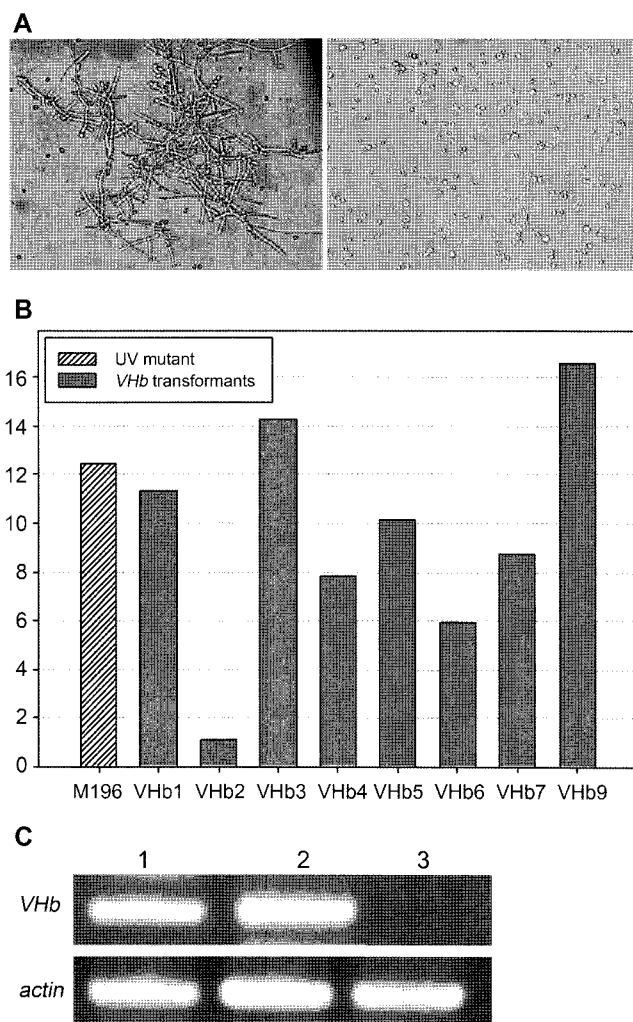 A
B
UV mutant
VHb transformants
16
14
12
10
8
6
4
2
0
M196 VHb1 VHb2 VHb3 VHb4 VHb5 VHb6 VHb7 VHb9
C
1 2 3
VHb
actin